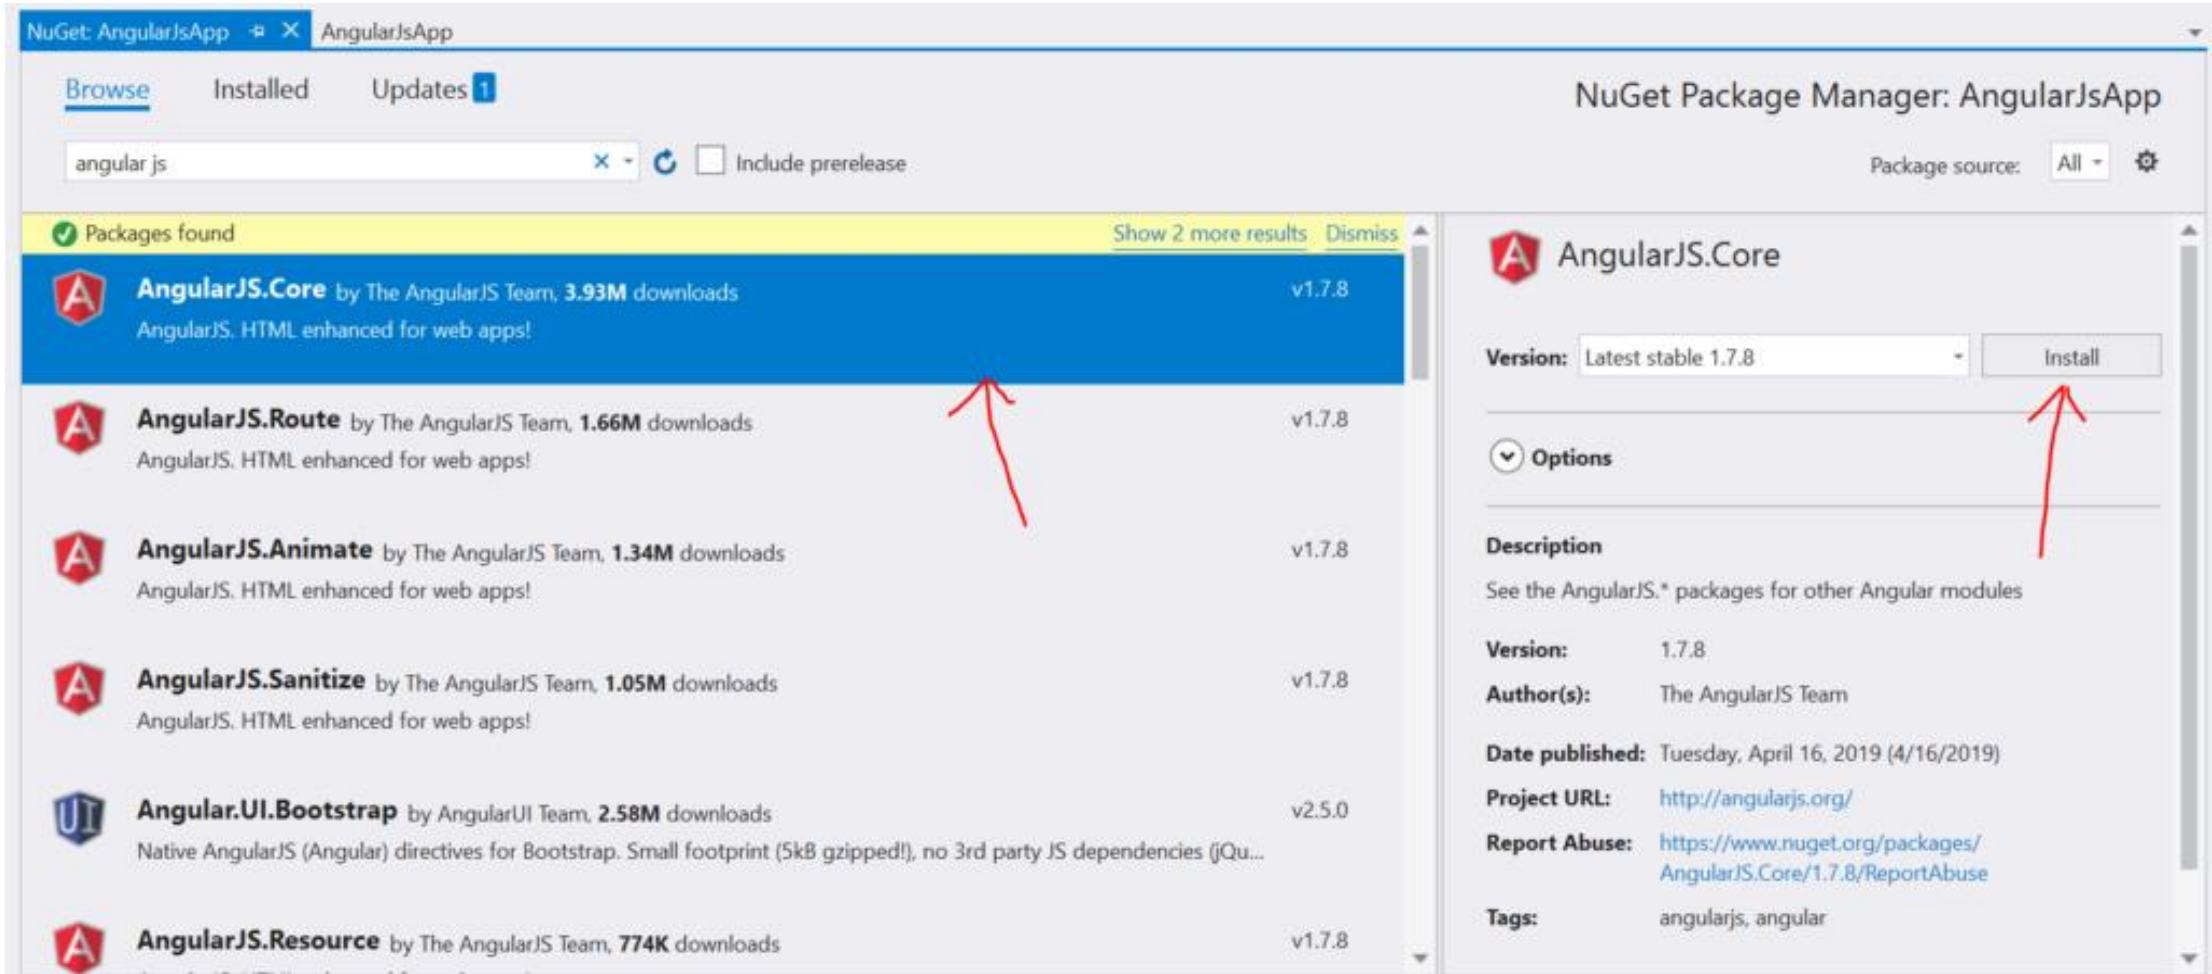 NuGet: AngularJsApp AngularJsApp
Browse Installed Updates 1
NuGet Package Manager: AngularJsApp
angular js Include prerelease
Package source: All
Packages found Show 2 more results Dismiss
AngularJS.Core by The AngularJS Team, 3.93M downloads v1.7.8
AngularJS. HTML enhanced for web apps!
AngularJS.Route by The AngularJS Team, 1.66M downloads v1.7.8
AngularJS. HTML enhanced for web apps!
AngularJS.Animate by The AngularJS Team, 1.34M downloads v1.7.8
AngularJS. HTML enhanced for web apps!
AngularJS.Sanitize by The AngularJS Team, 1.05M downloads v1.7.8
AngularJS. HTML enhanced for web apps!
Angular.UI.Bootstrap by AngularUI Team, 2.58M downloads v2.5.0
Native AngularJS (Angular) directives for Bootstrap. Small footprint (5kB gzipped!), no 3rd party JS dependencies (jQu...
AngularJS.Resource by The AngularJS Team, 774K downloads v1.7.8
AngularJS.Core
Version: Latest stable 1.7.8 Install
Options
Description
See the AngularJS.* packages for other Angular modules
Version: 1.7.8
Author(s): The AngularJS Team
Date published: Tuesday, April 16, 2019 (4/16/2019)
Project URL: http://angularjs.org/
Report Abuse: https://www.nuget.org/packages/
AngularJS.Core/1.7.8/ReportAbuse
Tags: angularjs, angular